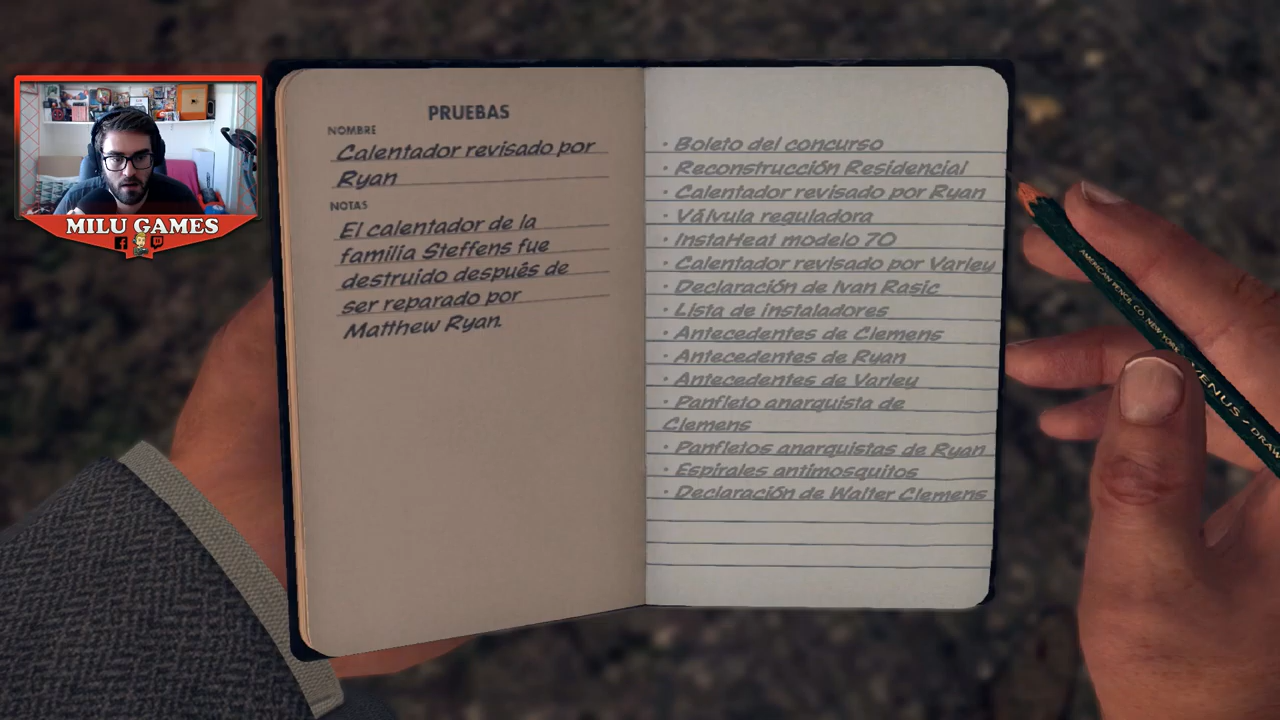 MILU GAMES
PRUEBAS
NOMBRE
Calentador revisado por
Ryan
NOTAS
El calentador de la
familia Steffens fue
destruido después de
ser reparado por
Matthew Ryan.
· Boleto del concurso
· Reconstrucción Residencial
· Calentador revisado por Ryan
· Válvula reguladora
· InstaHeat modelo 70
· Calentador revisado por Varley
· Declaración de Ivan Rasic
· Lista de instaladores
· Antecedentes de Clemens
· Antecedentes de Ryan
· Antecedentes de Varley
· Panfleto anarquista de
Clemens
· Panfletos anarquistas de Ryan
· Espirales antimosquitos
· Declaración de Walter Clemens
AMERICAN PENCIL CO. NEW YORK
VENUS / DRAW